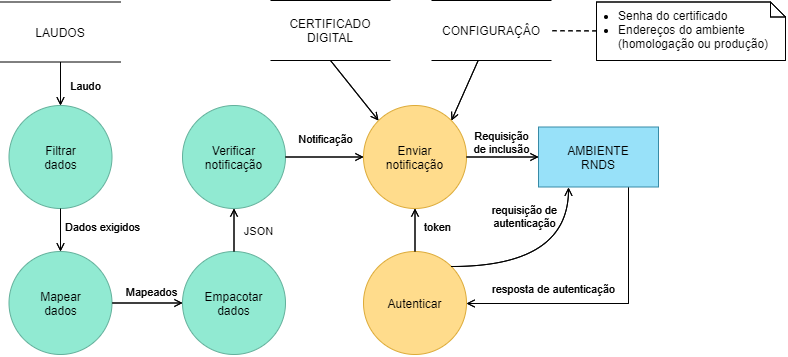 LAUDOS
CERTIFICADO
DIGITAL
CONFIGURAÇÂO
• Senha do certificado
• Endereços do ambiente
(homologação ou produção)
Laudo
Filtrar
dados
Verificar
notificação
Notificação
Enviar
notificação
Requisição
de inclusão
AMBIENTE
RNDS
Dados exigidos
JSON
token
requisição de
autenticação
Mapear
dados
Mapeados
Empacotar
dados
Autenticar
resposta de autenticação